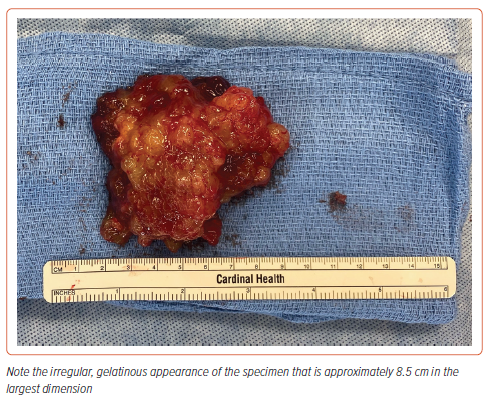 CM 1 2 3 4 5 6 7 8 9 10 11 12 13 14 15
Cardinal Health
INCHES 1 2 3 4 5 6
Note the irregular, gelatinous appearance of the specimen that is approximately 8.5 cm in the
largest dimension